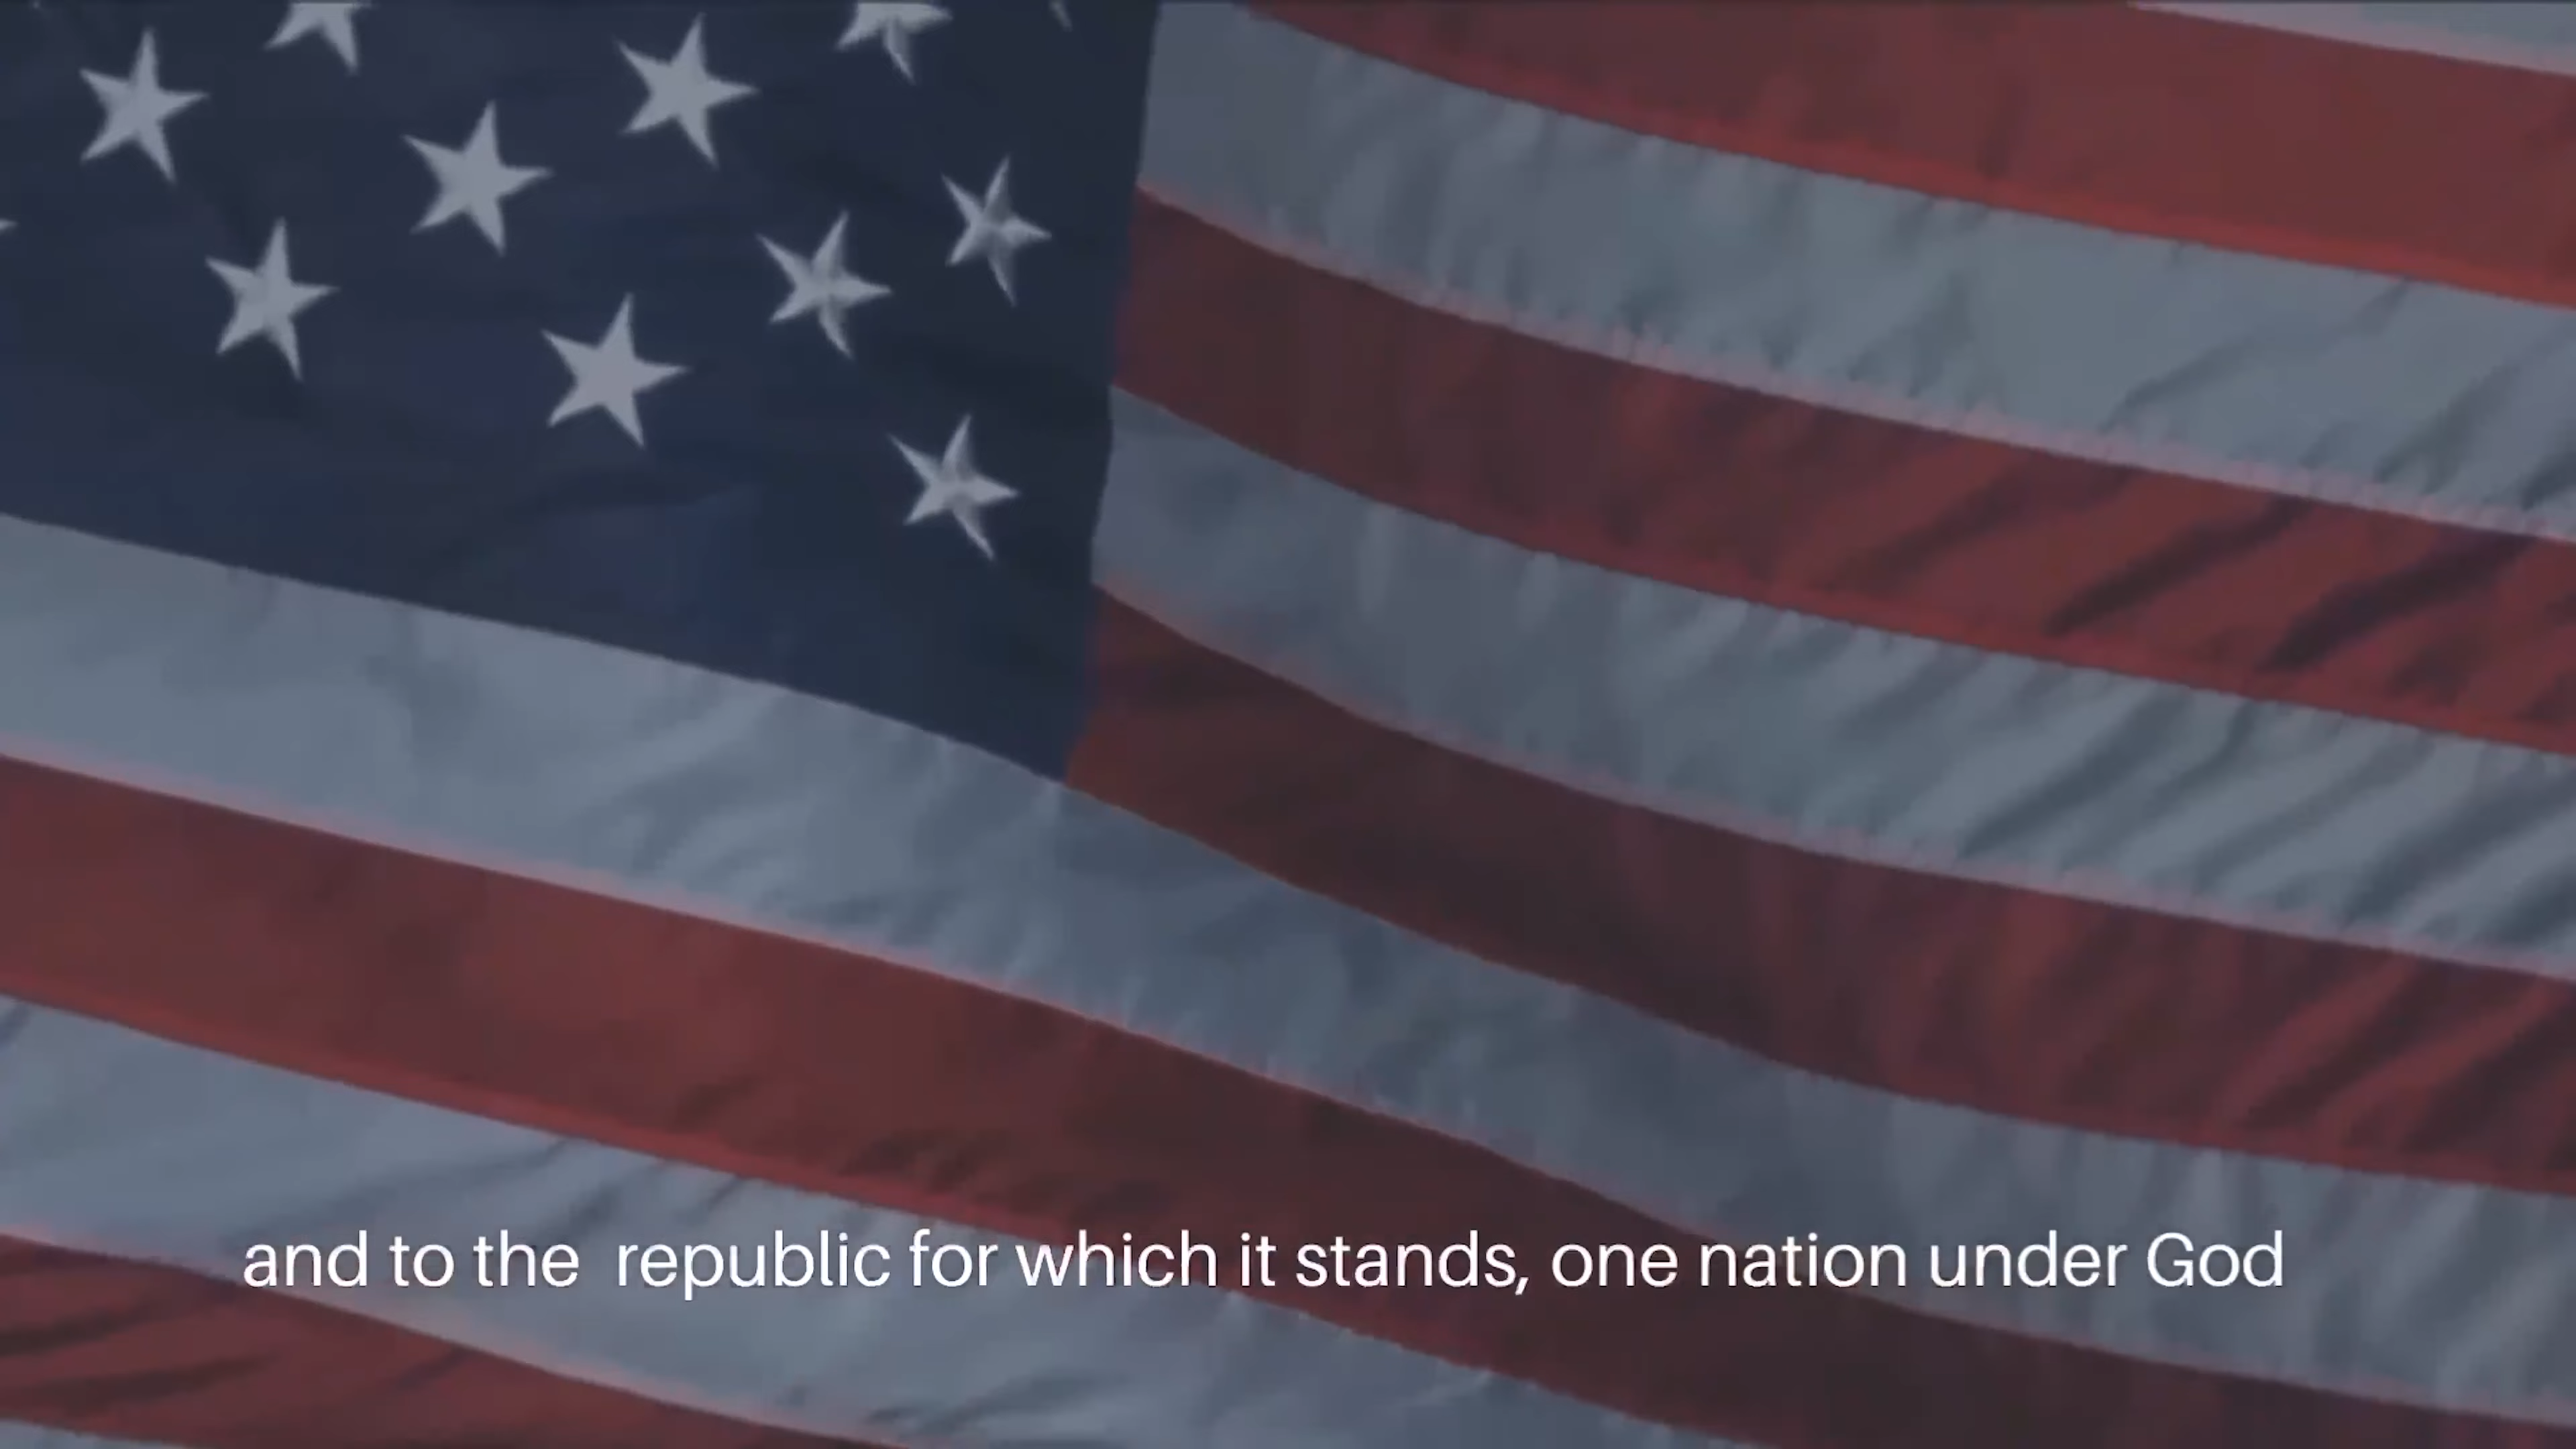 and to the  republic for which it stands, one nation under God